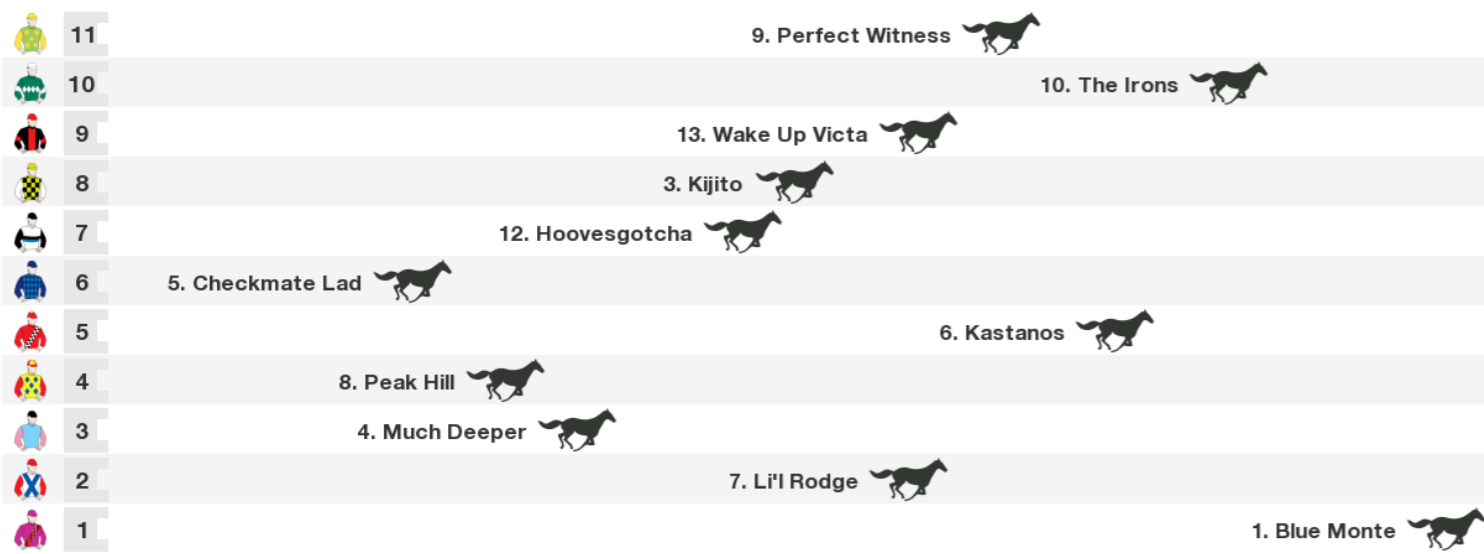 11 9. Perfect Witness
10 10. The Irons
9 13. Wake Up Victa
8 3. Kijito
7 12. Hoovesgotcha
6 5. Checkmate Lad
5 6. Kastanos
4 8. Peak Hill
3 4. Much Deeper
2 7. Li'l Rodge
1 1. Blue Monte